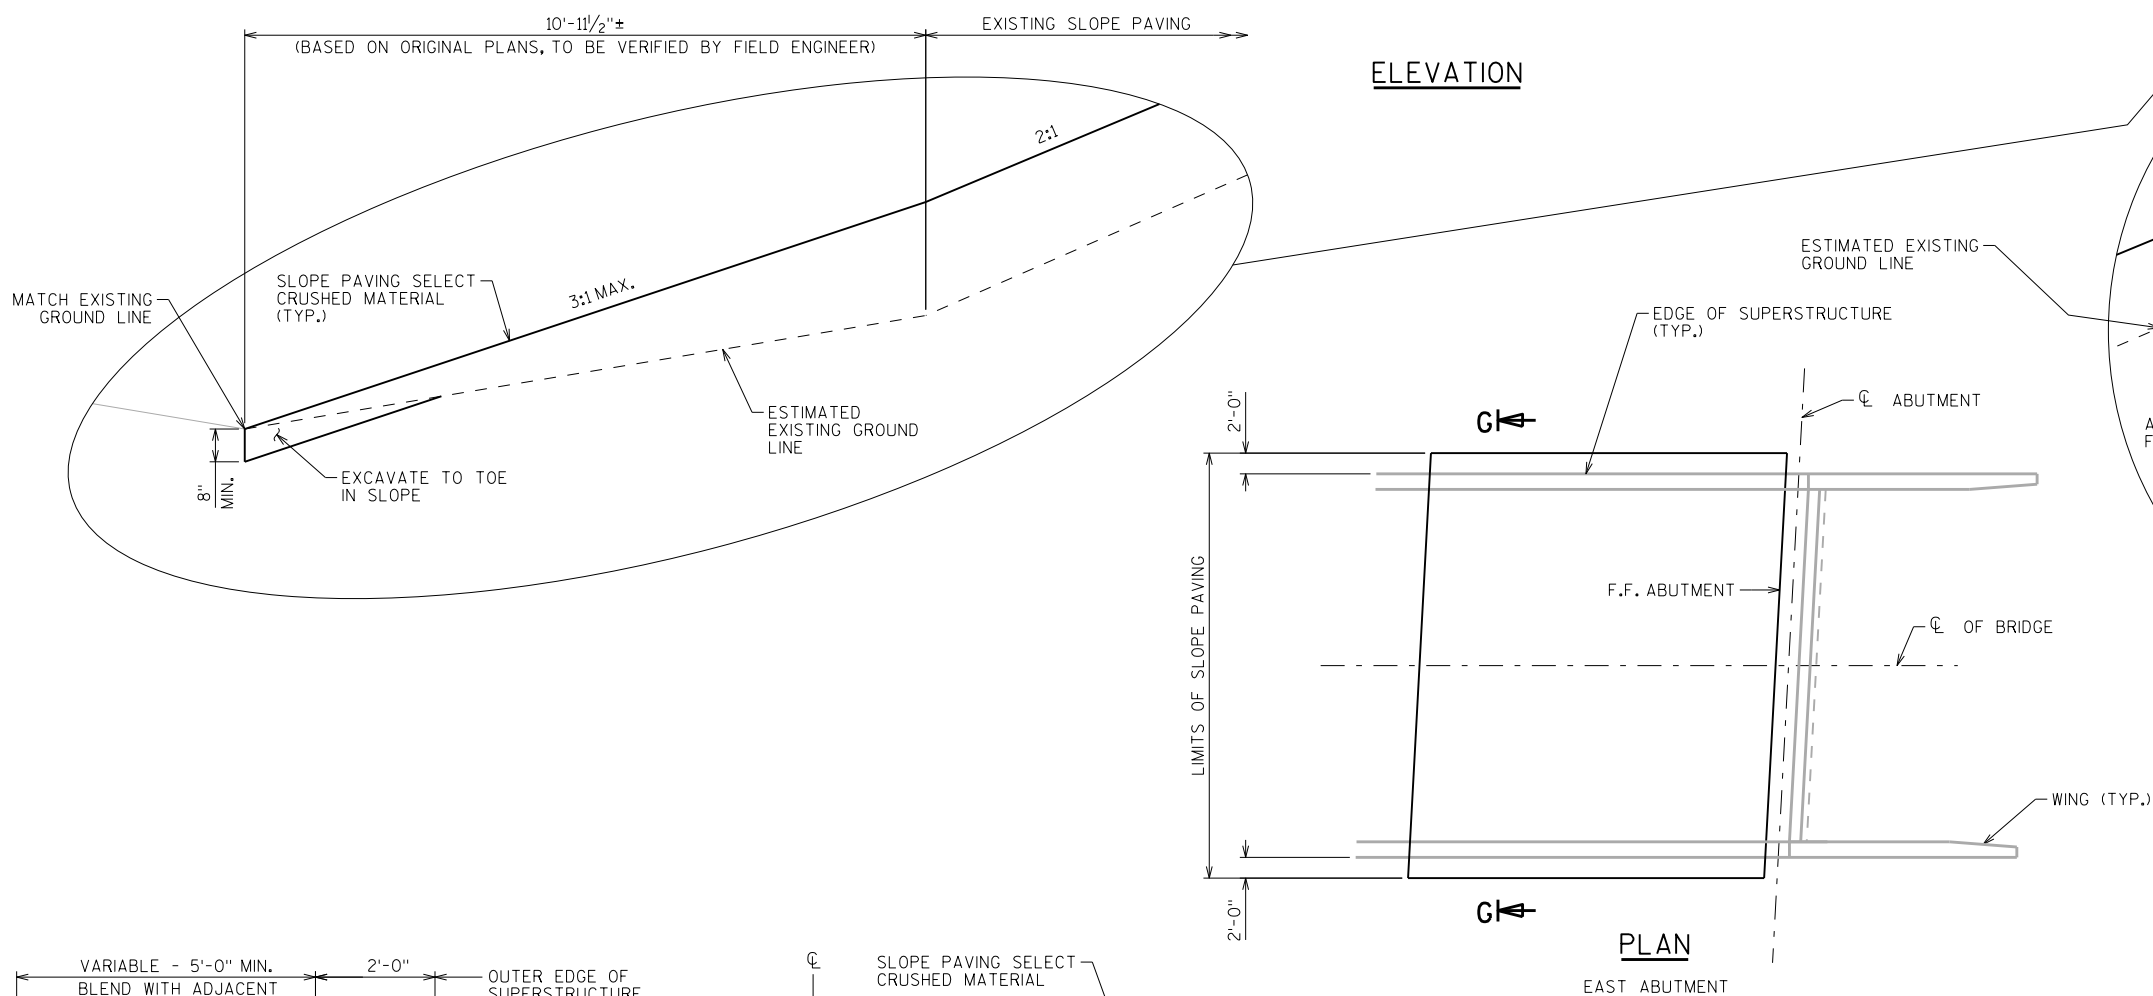 10'-11 1/2"±
(BASED ON ORIGINAL PLANS, TO BE VERIFIED BY FIELD ENGINEER)
EXISTING SLOPE PAVING
ELEVATION
2:1
3:1 MAX.
SLOPE PAVING SELECT
CRUSHED MATERIAL
(TYP.)
MATCH EXISTING
GROUND LINE
8"
MIN.
EXCAVATE TO TOE
IN SLOPE
ESTIMATED
EXISTING GROUND
LINE
ESTIMATED EXISTING
GROUND LINE
EDGE OF SUPERSTRUCTURE
(TYP.)
℄ ABUTMENT
A
F
2'-0"
G
LIMITS OF SLOPE PAVING
F.F. ABUTMENT
℄ OF BRIDGE
WING (TYP.)
2'-0"
G
PLAN
EAST ABUTMENT
VARIABLE - 5'-0" MIN.
BLEND WITH ADJACENT
2'-0"
OUTER EDGE OF
SUPERSTRUCTURE
℄
SLOPE PAVING SELECT
CRUSHED MATERIAL